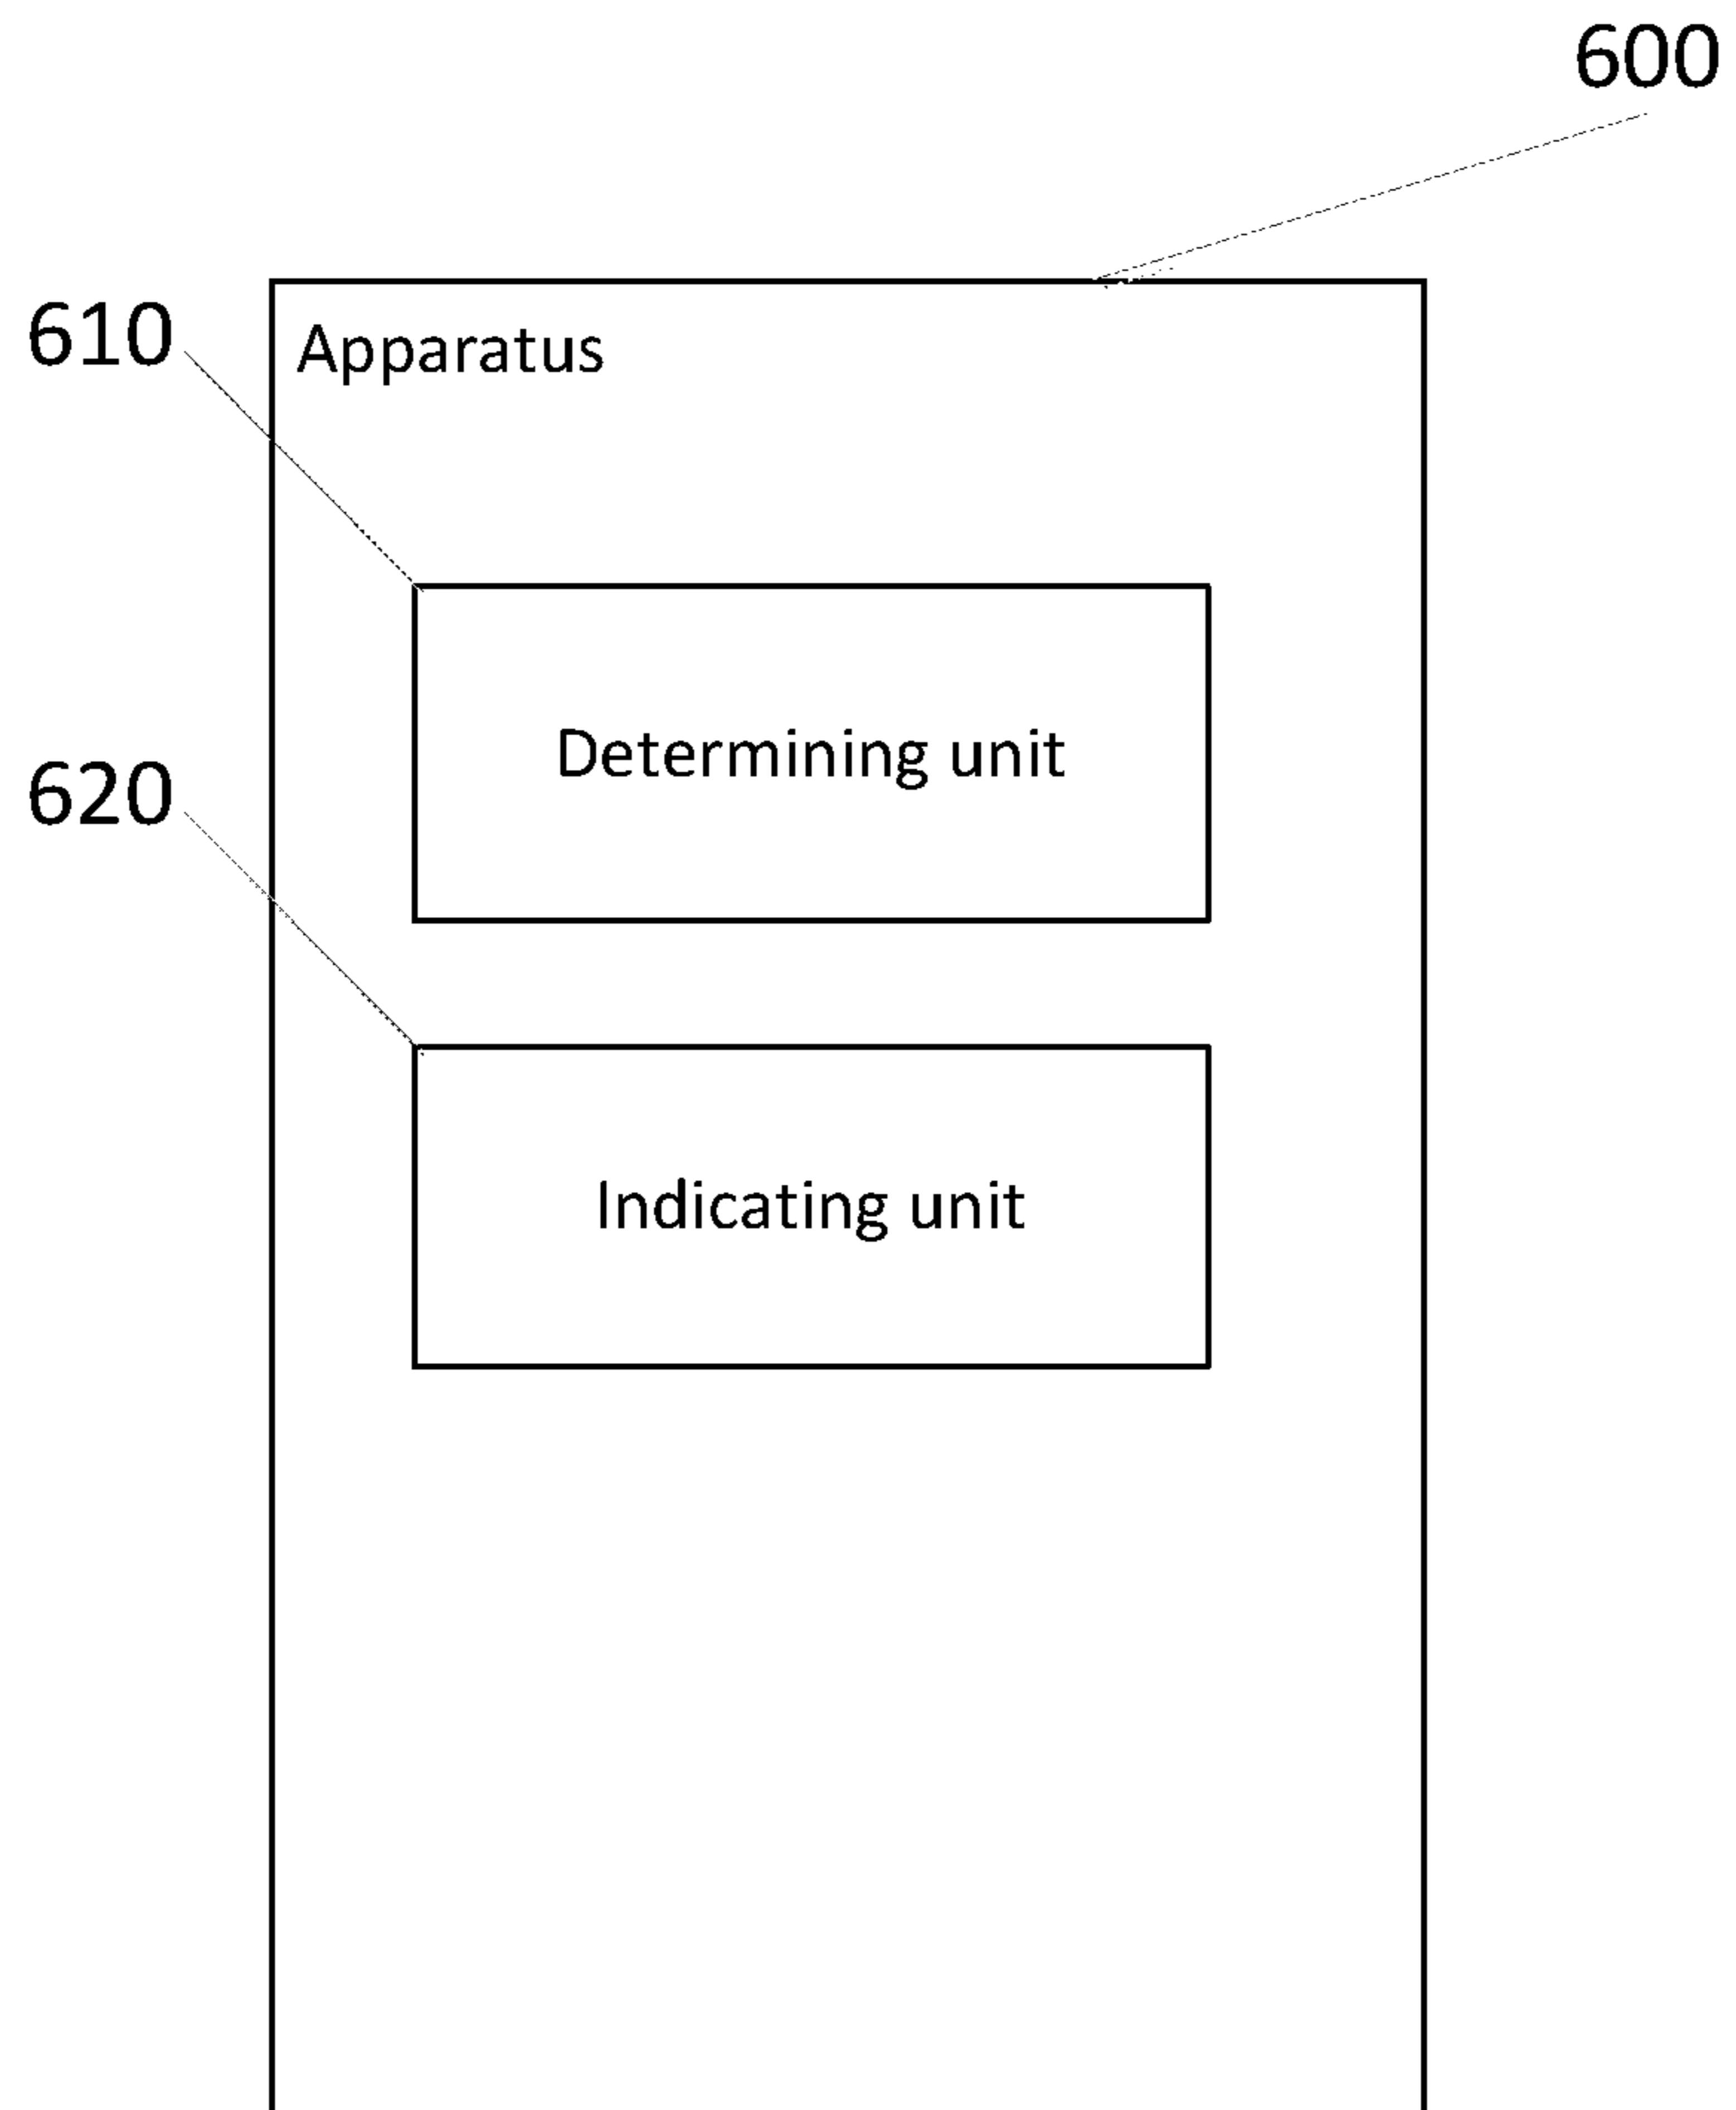 600
610
Apparatus
Determining unit
620
Indicating unit